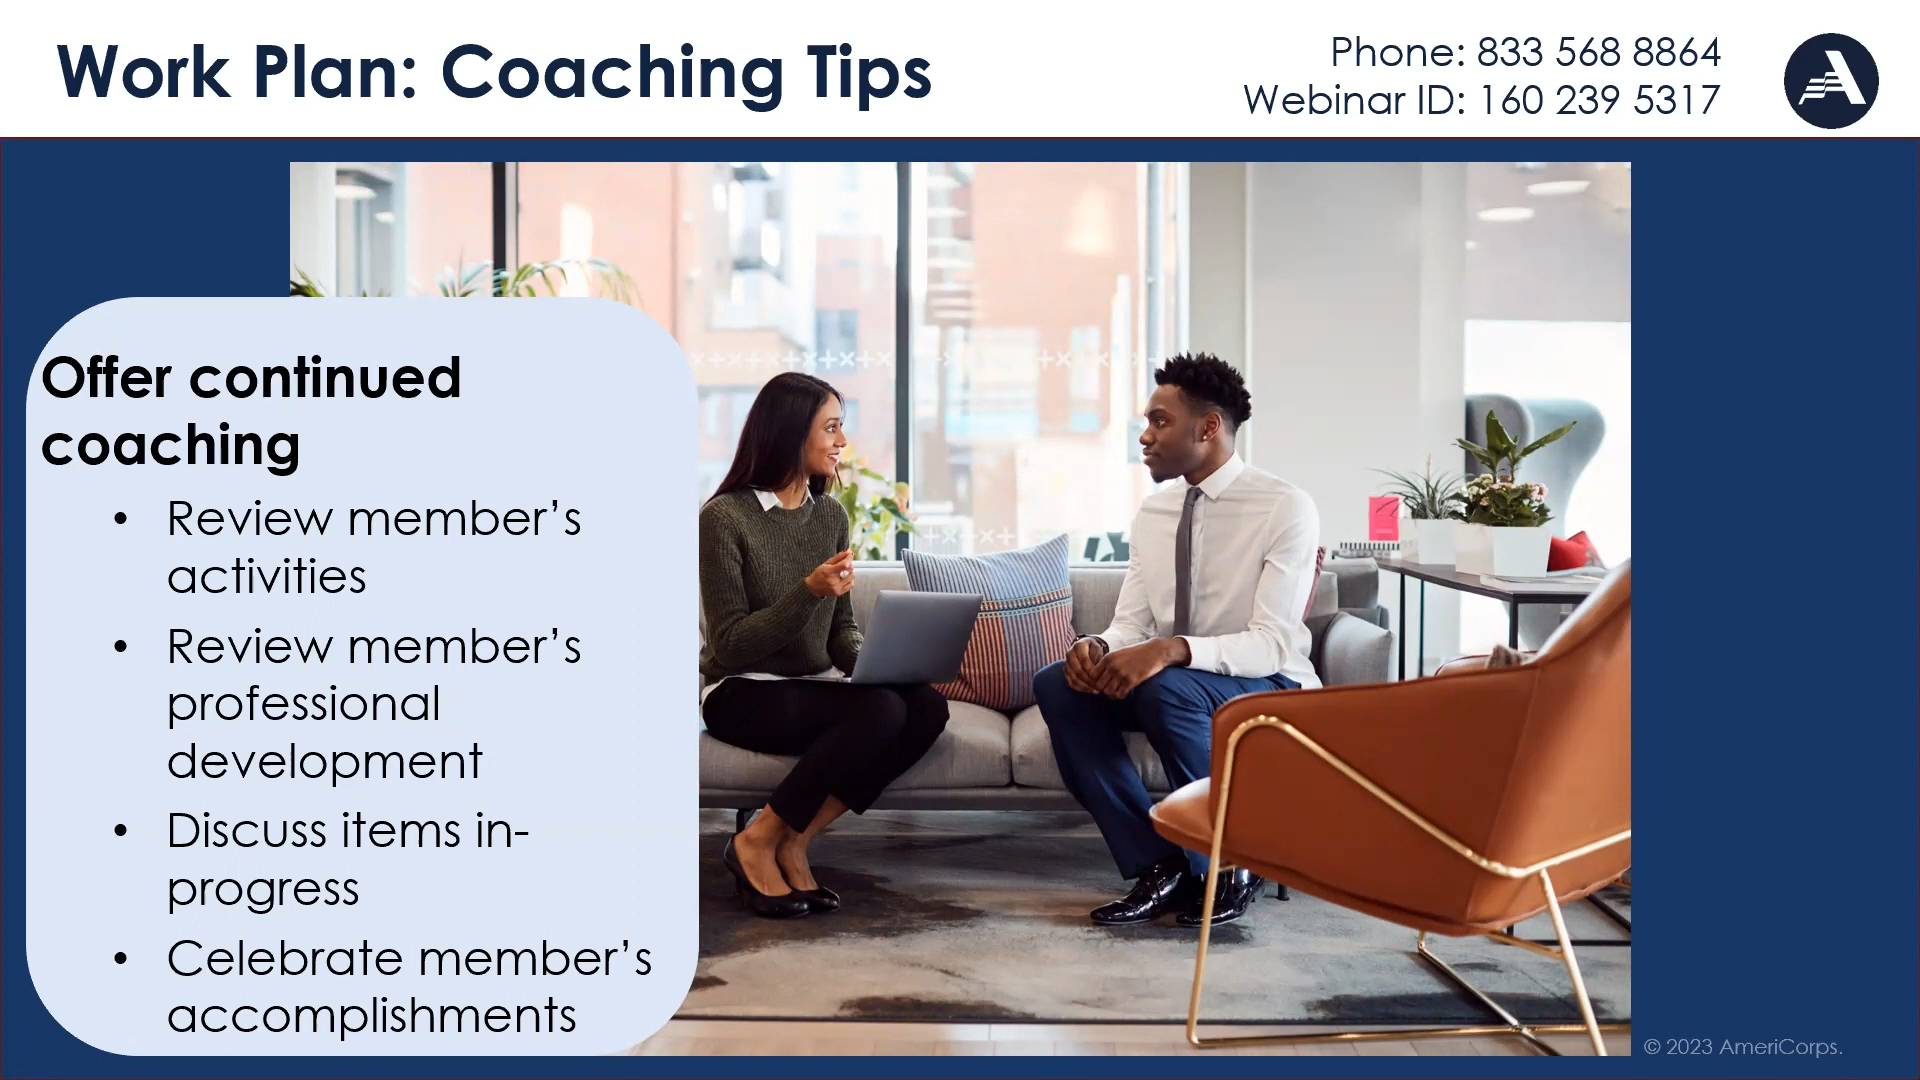 Work Plan: Coaching Tips
Phone: 833 568 8864
Webinar ID: 160 239 5317
Offer continued
coaching
• Review member’s
activities
• Review member’s
professional
development
• Discuss items in-
progress
• Celebrate member’s
accomplishments
© 2023 AmeriCorps.